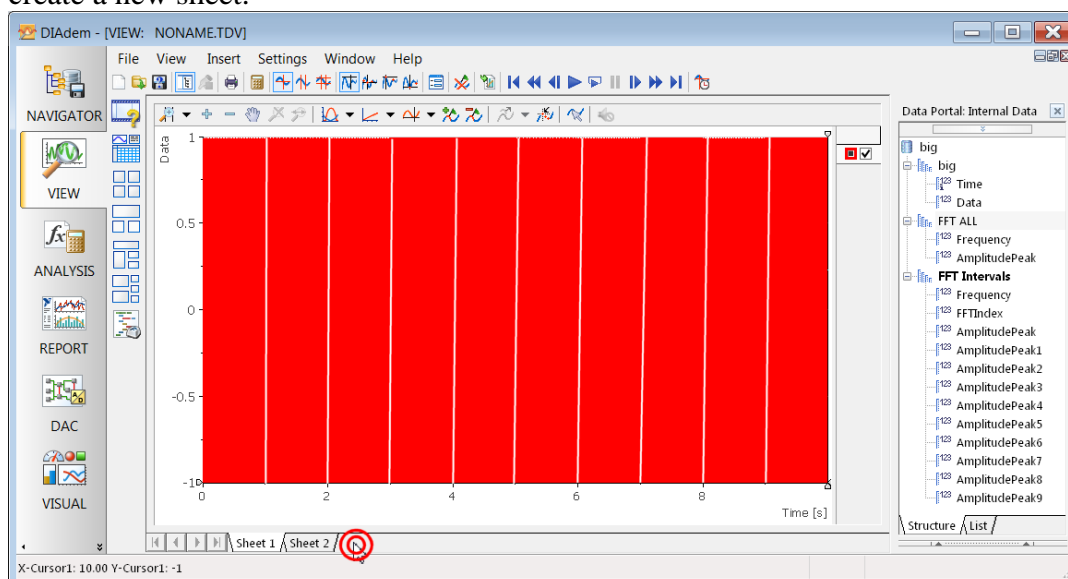 create a new sheet.
DIAdem - [VIEW: NONAME.TDV]
File View Insert Settings Window Help
NAVIGATOR
VIEW
ANALYSIS
REPORT
DAC
VISUAL
Data
1
0.5
0
-0.5
-1
0 2 4 6 8
Time [s]
Sheet 1 Sheet 2
X-Cursor1: 10.00 Y-Cursor1: -1
Data Portal: Internal Data
big
big
Time
Data
FFT ALL
Frequency
AmplitudePeak
FFT Intervals
Frequency
FFTIndex
AmplitudePeak
AmplitudePeak1
AmplitudePeak2
AmplitudePeak3
AmplitudePeak4
AmplitudePeak5
AmplitudePeak6
AmplitudePeak7
AmplitudePeak8
AmplitudePeak9
Structure List